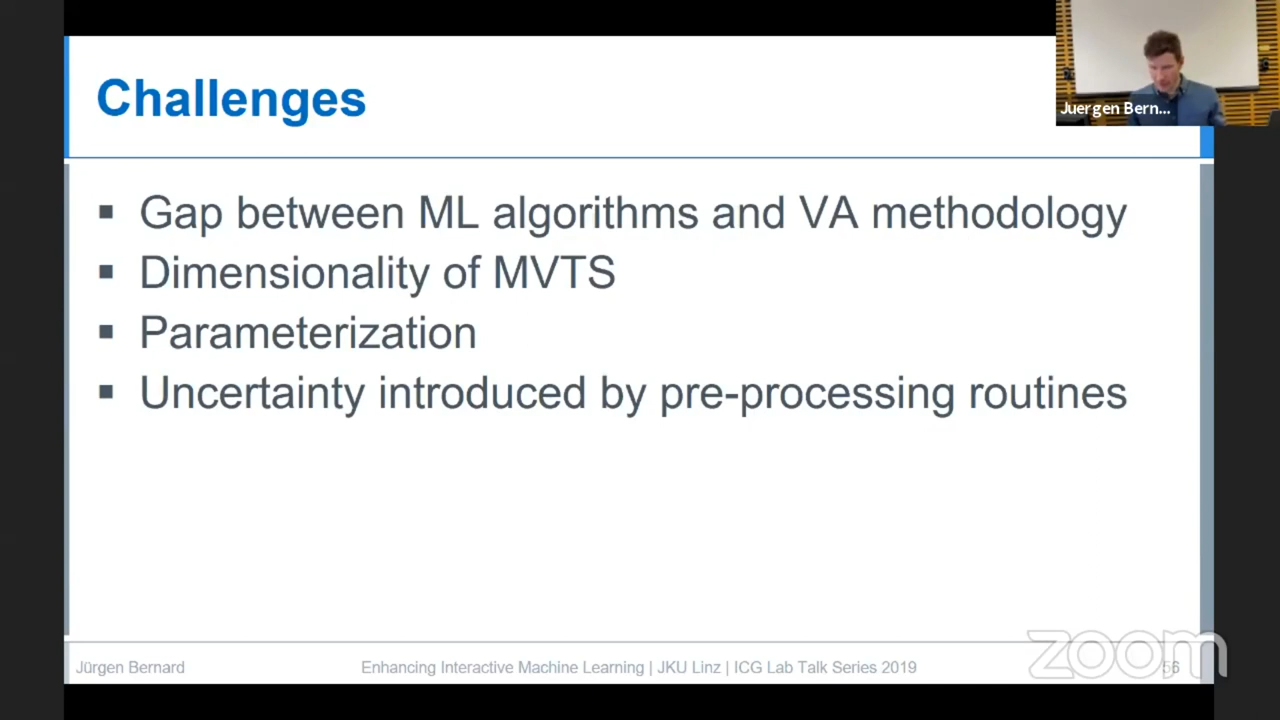 Challenges
Juergen Bern...
▪ Gap between ML algorithms and VA methodology
▪ Dimensionality of MVTS
▪ Parameterization
▪ Uncertainty introduced by pre-processing routines
Jürgen Bernard
Enhancing Interactive Machine Learning | JKU Linz | ICG Lab Talk Series 2019
56
zoom